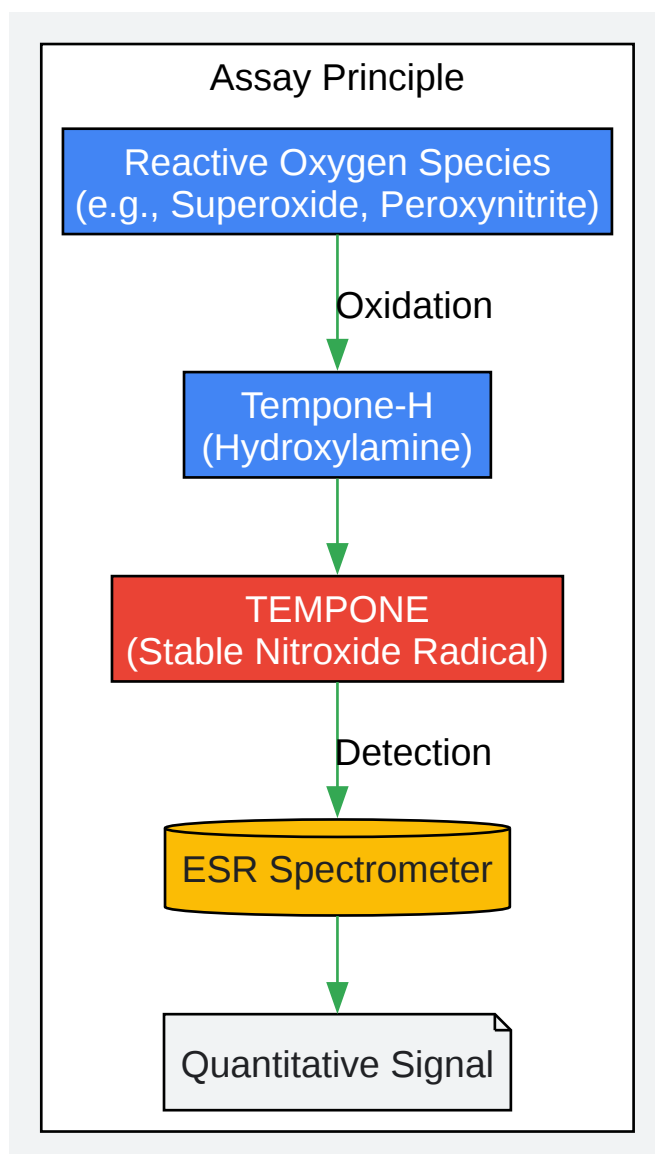 Assay Principle
Reactive Oxygen Species
(e.g., Superoxide, Peroxynitrite)
Oxidation
Tempone-H
(Hydroxylamine)
TEMPONE
(Stable Nitroxide Radical)
Detection
ESR Spectrometer
Quantitative Signal